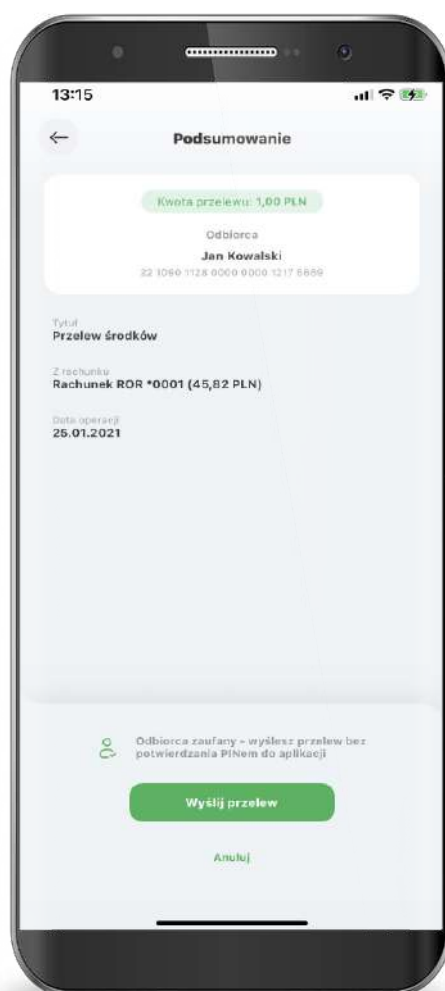 13:15
Podsumowanie
Kwota przelewu: 1,00 PLN
Odbiorca
Jan Kowalski
22 1090 1128 0000 0000 1217 6669
Tytuł
Przelew środków
Z rachunku
Rachunek ROR *0001 (45,82 PLN)
Data operacji
25.01.2021
Odbiorca zaufany - wyślesz przelew bez
potwierdzania PINem do aplikacji
Wyślij przelew
Anuluj